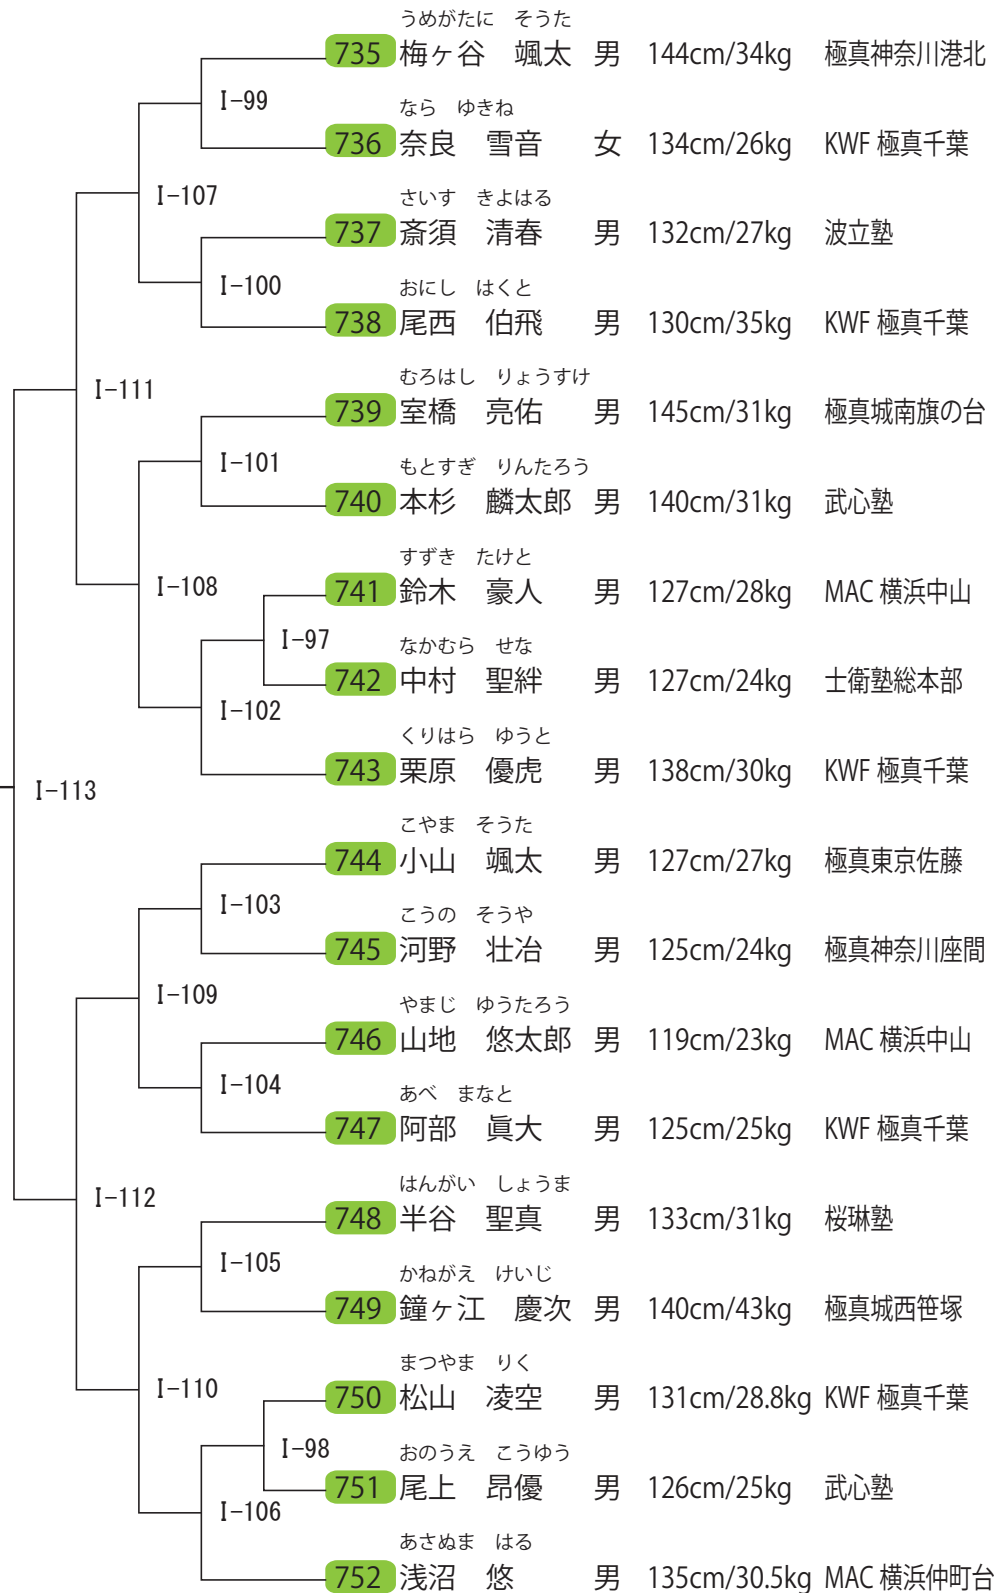 うめがたに　そうた
735 梅ヶ谷　颯太　男　144cm/34kg　極真神奈川港北
I-99
なら　ゆきね
736 奈良　雪音　女　134cm/26kg　KWF 極真千葉
I-107
さいす　きよはる
737 斎須　清春　男　132cm/27kg　波立塾
I-100
おにし　はくと
738 尾西　伯飛　男　130cm/35kg　KWF 極真千葉
I-111
むろはし　りょうすけ
739 室橋　亮佑　男　145cm/31kg　極真城南旗の台
I-101
もとすぎ　りんたろう
740 本杉　麟太郎　男　140cm/31kg　武心塾
I-108
すずき　たけと
741 鈴木　豪人　男　127cm/28kg　MAC 横浜中山
I-97
なかむら　せな
742 中村　聖絆　男　127cm/24kg　士衛塾総本部
I-102
くりはら　ゆうと
743 栗原　優虎　男　138cm/30kg　KWF 極真千葉
I-113
こやま　そうた
744 小山　颯太　男　127cm/27kg　極真東京佐藤
I-103
こうの　そうや
745 河野　壮冶　男　125cm/24kg　極真神奈川座間
I-109
やまじ　ゆうたろう
746 山地　悠太郎　男　119cm/23kg　MAC 横浜中山
I-104
あべ　まなと
747 阿部　眞大　男　125cm/25kg　KWF 極真千葉
I-112
はんがい　しょうま
748 半谷　聖真　男　133cm/31kg　桜琳塾
I-105
かねがえ　けいじ
749 鐘ヶ江　慶次　男　140cm/43kg　極真城西笹塚
I-110
まつやま　りく
750 松山　凌空　男　131cm/28.8kg　KWF 極真千葉
I-98
おのうえ　こうゆう
751 尾上　昂優　男　126cm/25kg　武心塾
I-106
あさぬま　はる
752 浅沼　悠　男　135cm/30.5kg　MAC 横浜仲町台